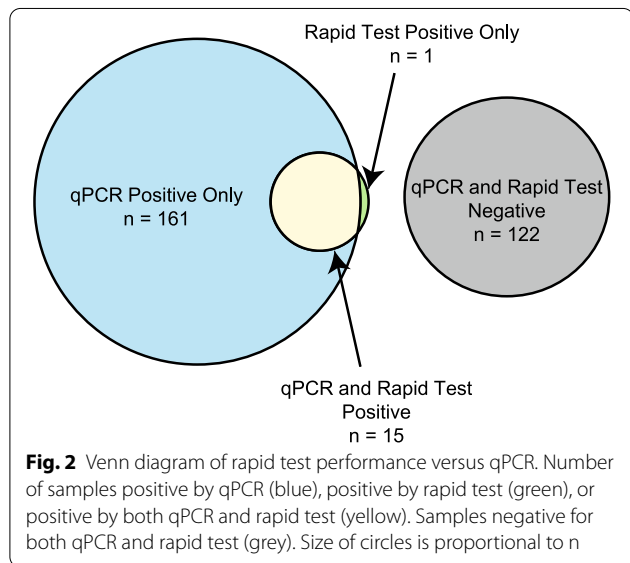 Rapid Test Positive Only
n = 1
qPCR Positive Only
n = 161
qPCR and Rapid Test
Negative
n = 122
qPCR and Rapid Test
Positive
n = 15
Fig. 2 Venn diagram of rapid test performance versus qPCR. Number
of samples positive by qPCR (blue), positive by rapid test (green), or
positive by both qPCR and rapid test (yellow). Samples negative for
both qPCR and rapid test (grey). Size of circles is proportional to n